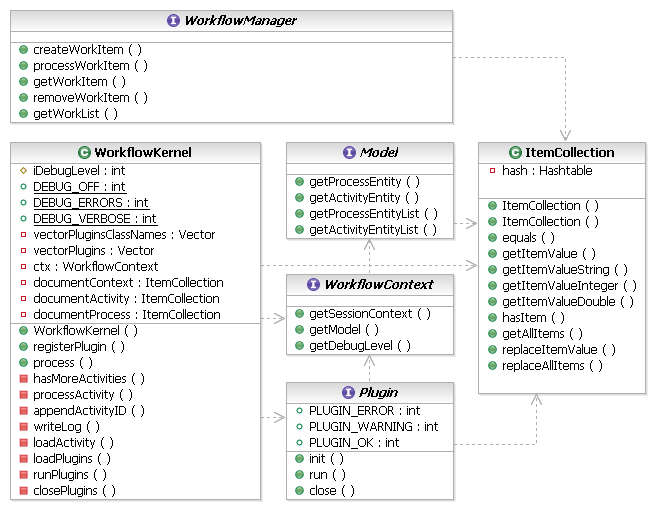 WorkflowManager
createWorkItem ( )
processWorkItem ( )
getWorkItem ( )
removeWorkItem ( )
getWorkList ( )
WorkflowKernel
iDebugLevel : int
DEBUG_OFF : int
DEBUG_ERRORS : int
DEBUG_VERBOSE : int
vectorPluginsClassNames : Vector
vectorPlugins : Vector
ctx : WorkflowContext
documentContext : ItemCollection
documentActivity : ItemCollection
documentProcess : ItemCollection
WorkflowKernel ( )
registerPlugin ( )
process ( )
hasMoreActivities ( )
processActivity ( )
appendActivityID ( )
writeLog ( )
loadActivity ( )
loadPlugins ( )
runPlugins ( )
closePlugins ( )
Model
getProcessEntity ( )
getActivityEntity ( )
getProcessEntityList ( )
getActivityEntityList ( )
WorkflowContext
getSessionContext ( )
getModel ( )
getDebugLevel ( )
Plugin
PLUGIN_ERROR : int
PLUGIN_WARNING : int
PLUGIN_OK : int
init ( )
run ( )
close ( )
ItemCollection
hash : Hashtable
ItemCollection ( )
ItemCollection ( )
equals ( )
getItemValue ( )
getItemValueString ( )
getItemValueInteger ( )
getItemValueDouble ( )
hasItem ( )
getAllItems ( )
replaceItemValue ( )
replaceAllItems ( )